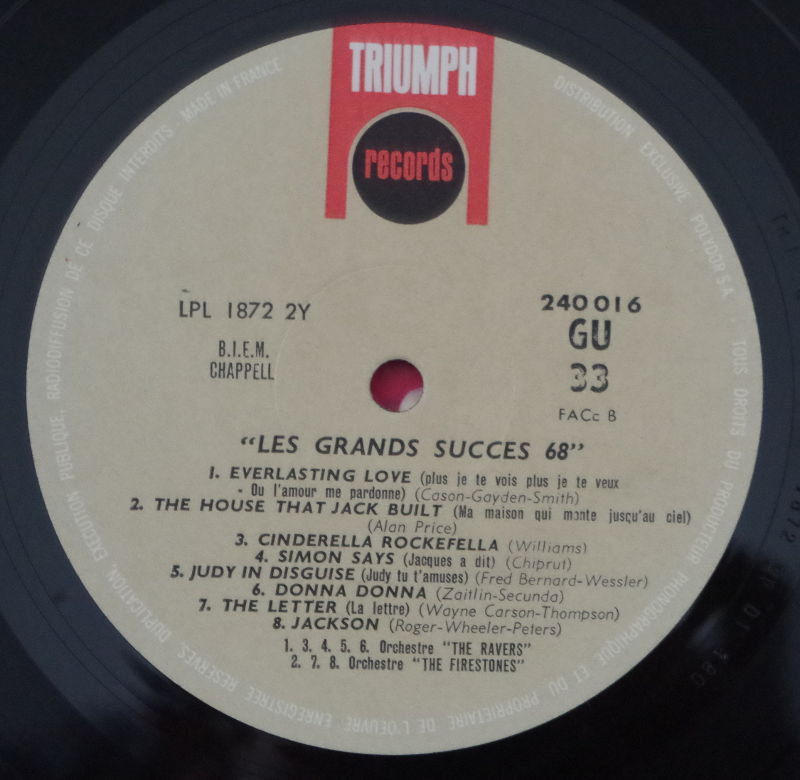 TRIUMPH
records
MADE IN FRANCE
DISTRIBUTION EXCLUSIVE POLYDOR S.A.
TOUS DROITS DU PRODUCTEUR PHONOGRAPHIQUE ET DU PROPRIETAIRE DE L'OEUVRE ENREGISTREE RESERVES. DUPLICATION, EXECUTION PUBLIQUE, RADIODIFFUSION DE CE DISQUE INTERDITS
LPL 1872 2Y
B.I.E.M.
CHAPPELL
240 016
GU
33
FACc B
"LES GRANDS SUCCES 68"
1. EVERLASTING LOVE (plus je te vois plus je te veux
- Ou l'amour me pardonne) (Cason-Gayden-Smith)
2. THE HOUSE THAT JACK BUILT (Ma maison qui monte jusqu'au ciel)
(Alan Price)
3. CINDERELLA ROCKEFELLA (Williams)
4. SIMON SAYS (Jacques a dit) (Chiprut)
5. JUDY IN DISGUISE (Judy tu t'amuses) (Fred Bernard-Wessler)
6. DONNA DONNA (Zaitlin-Secunda)
7. THE LETTER (La lettre) (Wayne Carson-Thompson)
8. JACKSON (Roger-Wheeler-Peters)
1. 3. 4. 5. 6. Orchestre "THE RAVERS"
2. 7. 8. Orchestre "THE FIRESTONES"